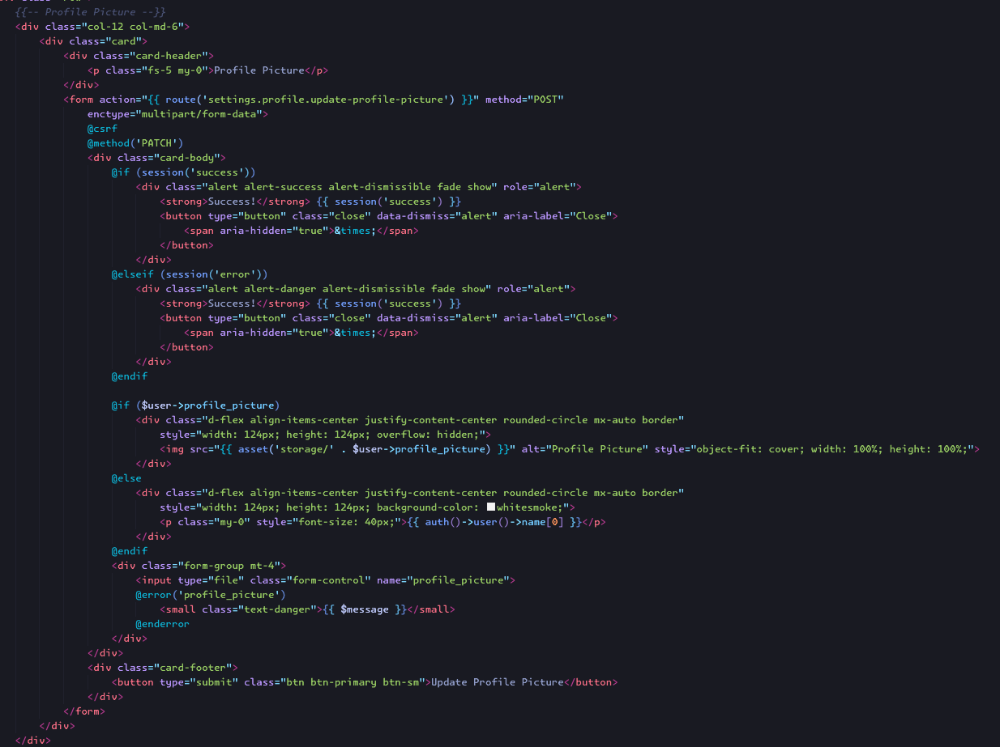 {{-- Profile Picture --}}
<div class="col-12 col-md-6">
<div class="card">
<div class="card-header">
<p class="fs-5 my-0">Profile Picture</p>
</div>
<form action="{{ route('settings.profile.update-profile-picture') }}" method="POST"
enctype="multipart/form-data">
@csrf
@method('PATCH')
<div class="card-body">
@if (session('success'))
<div class="alert alert-success alert-dismissible fade show" role="alert">
<strong>Success!</strong> {{ session('success') }}
<button type="button" class="close" data-dismiss="alert" aria-label="Close">
<span aria-hidden="true">&times;</span>
</button>
</div>
@elseif (session('error'))
<div class="alert alert-danger alert-dismissible fade show" role="alert">
<strong>Success!</strong> {{ session('success') }}
<button type="button" class="close" data-dismiss="alert" aria-label="Close">
<span aria-hidden="true">&times;</span>
</button>
</div>
@endif
@if ($user->profile_picture)
<div class="d-flex align-items-center justify-content-center rounded-circle mx-auto border"
style="width: 124px; height: 124px; overflow: hidden;">
<img src="{{ asset('storage/' . $user->profile_picture) }}" alt="Profile Picture" style="object-fit: cover; width: 100%; height: 100%;">
</div>
@else
<div class="d-flex align-items-center justify-content-center rounded-circle mx-auto border"
style="width: 124px; height: 124px; background-color: whitesmoke;">
<p class="my-0" style="font-size: 40px;">{{ auth()->user()->name[0] }}</p>
</div>
@endif
<div class="form-group mt-4">
<input type="file" class="form-control" name="profile_picture">
@error('profile_picture')
<small class="text-danger">{{ $message }}</small>
@enderror
</div>
</div>
<div class="card-footer">
<button type="submit" class="btn btn-primary btn-sm">Update Profile Picture</button>
</div>
</form>
</div>
</div>